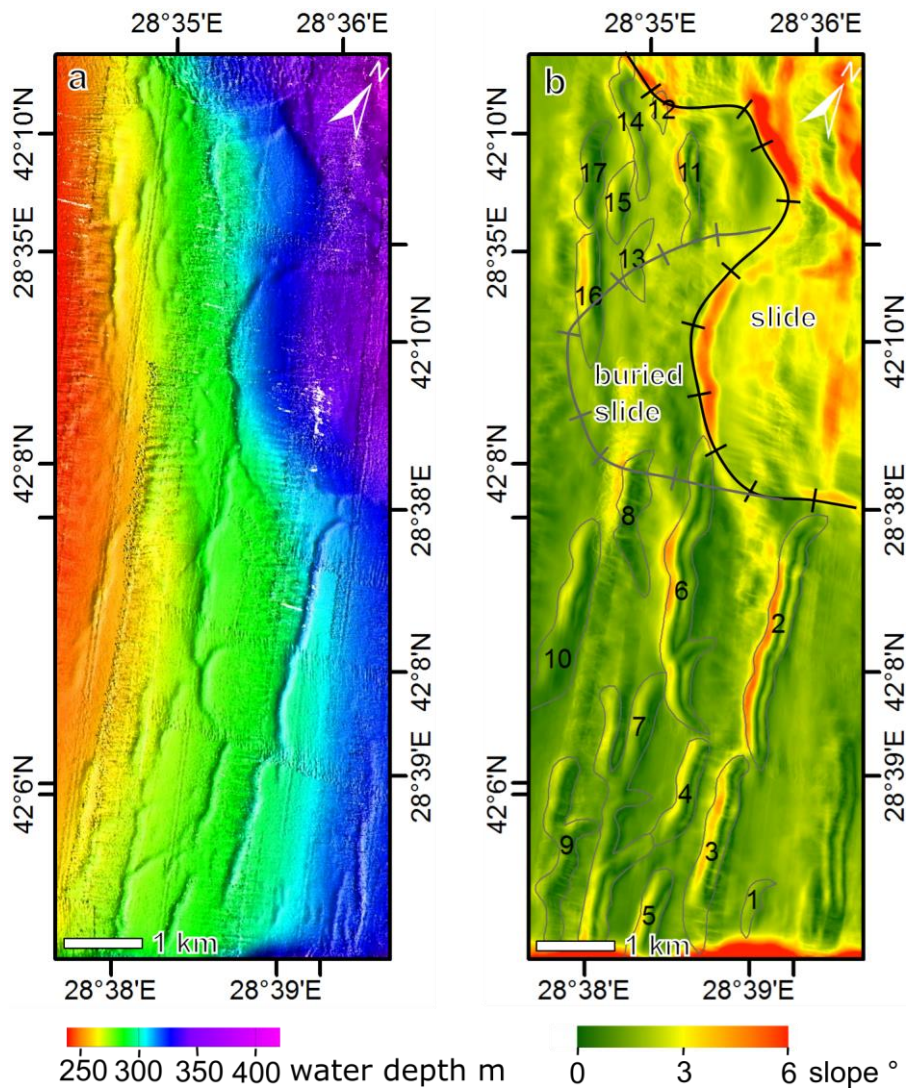 28°35'E 28°36'E 28°35'E 28°36'E
a b
N N
42°10'N 42°10'N
12
14
17 11
15
28°35'E 28°35'E
13
16
slide
42°10'N 42°10'N
buried
slide
42°8'N 42°8'N
28°38'E 28°38'E
8
6
2
10
42°8'N 42°8'N
7
28°39'E 28°39'E
42°6'N 42°6'N
4
9 3
1
5
1 km 1 km
28°38'E 28°39'E 28°38'E 28°39'E
250 300 350 400 water depth m
0 3 6 slope °